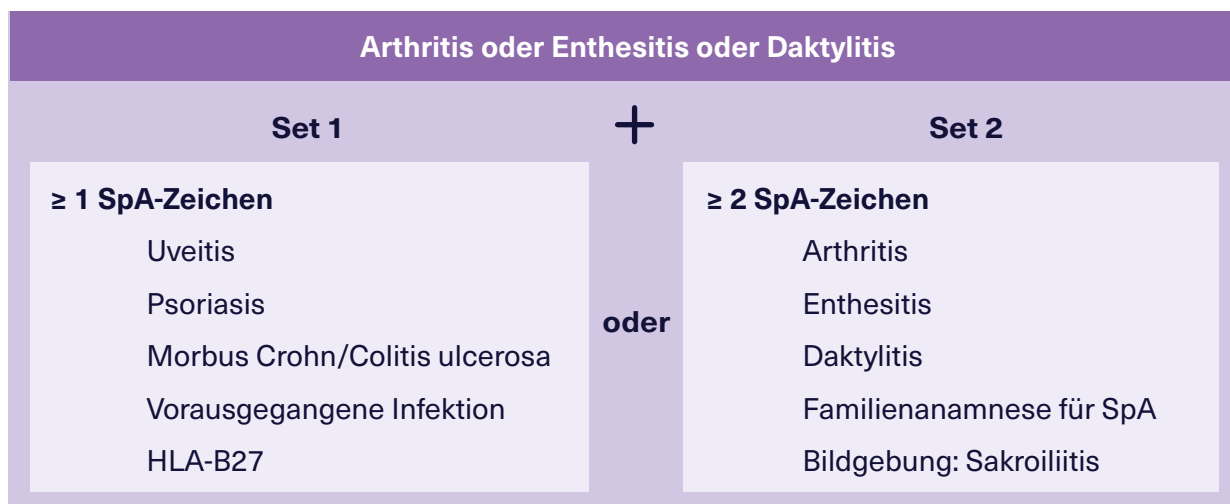 Arthritis oder Enthesitis oder Daktylitis
Set 1
+
Set 2
≥ 1 SpA-Zeichen
Uveitis
Psoriasis
Morbus Crohn/Colitis ulcerosa
Vorausgegangene Infektion
HLA-B27
oder
≥ 2 SpA-Zeichen
Arthritis
Enthesitis
Daktylitis
Familienanamnese für SpA
Bildgebung: Sakroiliitis